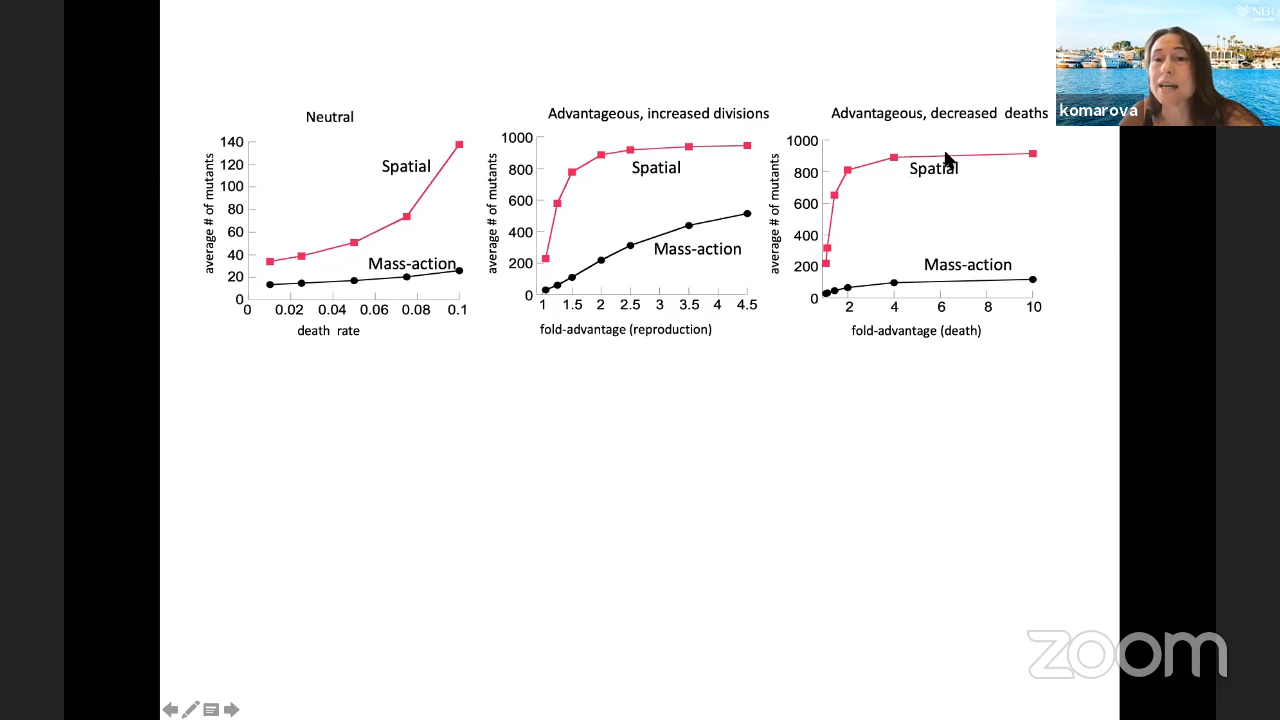 NBI
komarova
Neutral
140
120
100
80
60
40
20
0
average # of mutants
Spatial
Mass-action
0 0.02 0.04 0.06 0.08 0.1
death rate
Advantageous, increased divisions
1000
800
600
400
200
0
average # of mutants
Spatial
Mass-action
1 1.5 2 2.5 3 3.5 4 4.5
fold-advantage (reproduction)
Advantageous, decreased deaths
1000
800
600
400
200
0
average # of mutants
Spatial
Mass-action
2 4 6 8 10
fold-advantage (death)
zoom